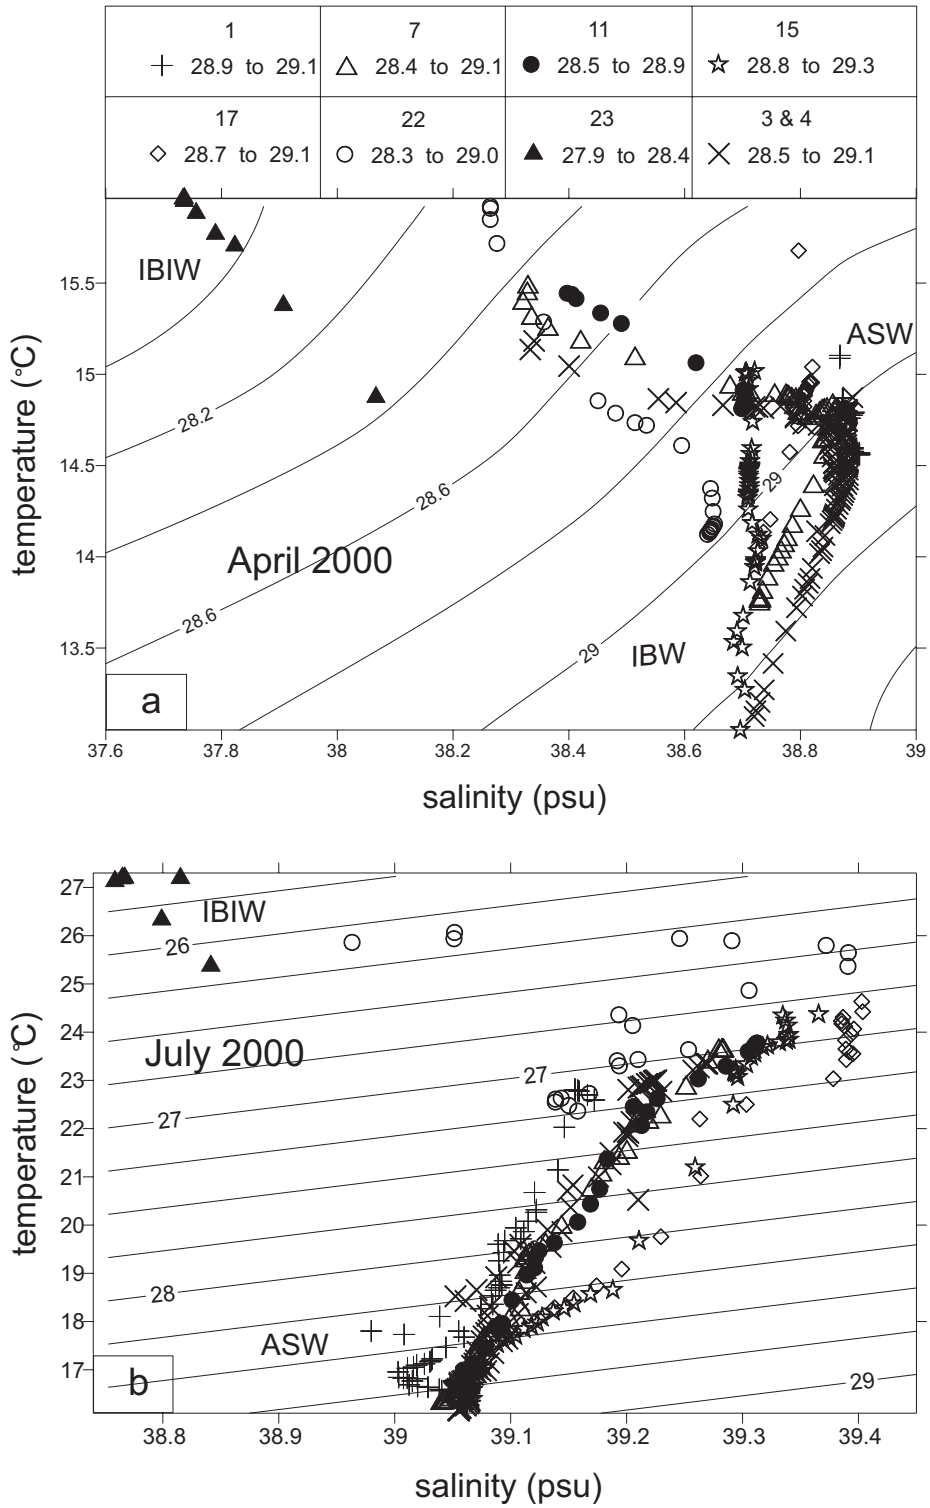 1 7 11 15
28.9 to 29.1 28.4 to 29.1 28.5 to 28.9 28.8 to 29.3
17 22 23 3 & 4
28.7 to 29.1 28.3 to 29.0 27.9 to 28.4 28.5 to 29.1
IBIW
15.5
ASW
15
28.2
14.5
29
28.6
temperature (°C)
14
April 2000
28.6
13.5
29
IBW
a
37.6 37.8 38 38.2 38.4 38.6 38.8 39
salinity (psu)
27
IBIW
26
26
25
24
July 2000
23
27
27
22
temperature (°C)
21
20
19
28
18
ASW
17
b
29
38.8 38.9 39 39.1 39.2 39.3 39.4
salinity (psu)